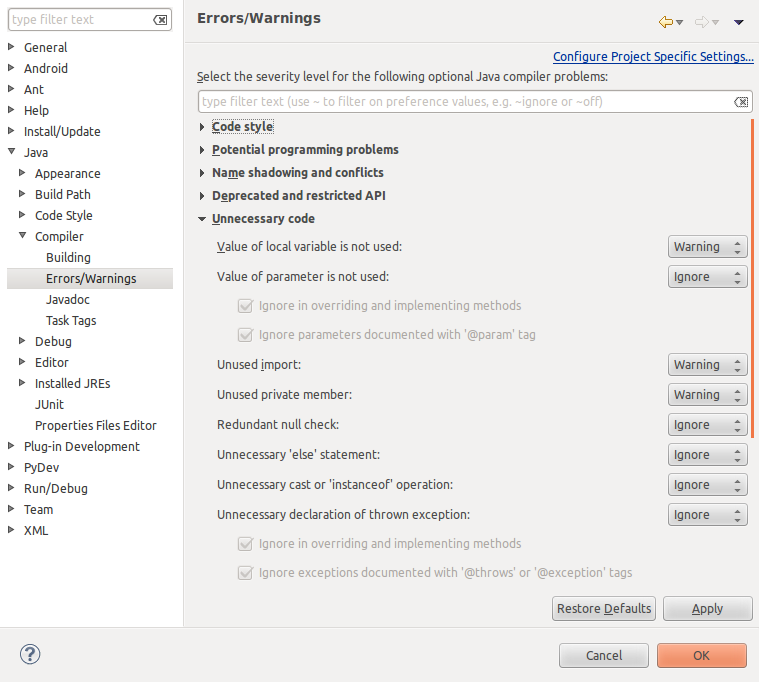 type filter text
General
Android
Ant
Help
Install/Update
Java
Appearance
Build Path
Code Style
Compiler
Building
Errors/Warnings
Javadoc
Task Tags
Debug
Editor
Installed JREs
JUnit
Properties Files Editor
Plug-in Development
PyDev
Run/Debug
Team
XML
Errors/Warnings
Configure Project Specific Settings...
Select the severity level for the following optional Java compiler problems:
type filter text (use ~ to filter on preference values, e.g. ~ignore or ~off)
Code style
Potential programming problems
Name shadowing and conflicts
Deprecated and restricted API
Unnecessary code
Value of local variable is not used: Warning
Value of parameter is not used: Ignore
Ignore in overriding and implementing methods
Ignore parameters documented with '@param' tag
Unused import: Warning
Unused private member: Warning
Redundant null check: Ignore
Unnecessary 'else' statement: Ignore
Unnecessary cast or 'instanceof' operation: Ignore
Unnecessary declaration of thrown exception: Ignore
Ignore in overriding and implementing methods
Ignore exceptions documented with '@throws' or '@exception' tags
Restore Defaults Apply
? Cancel OK